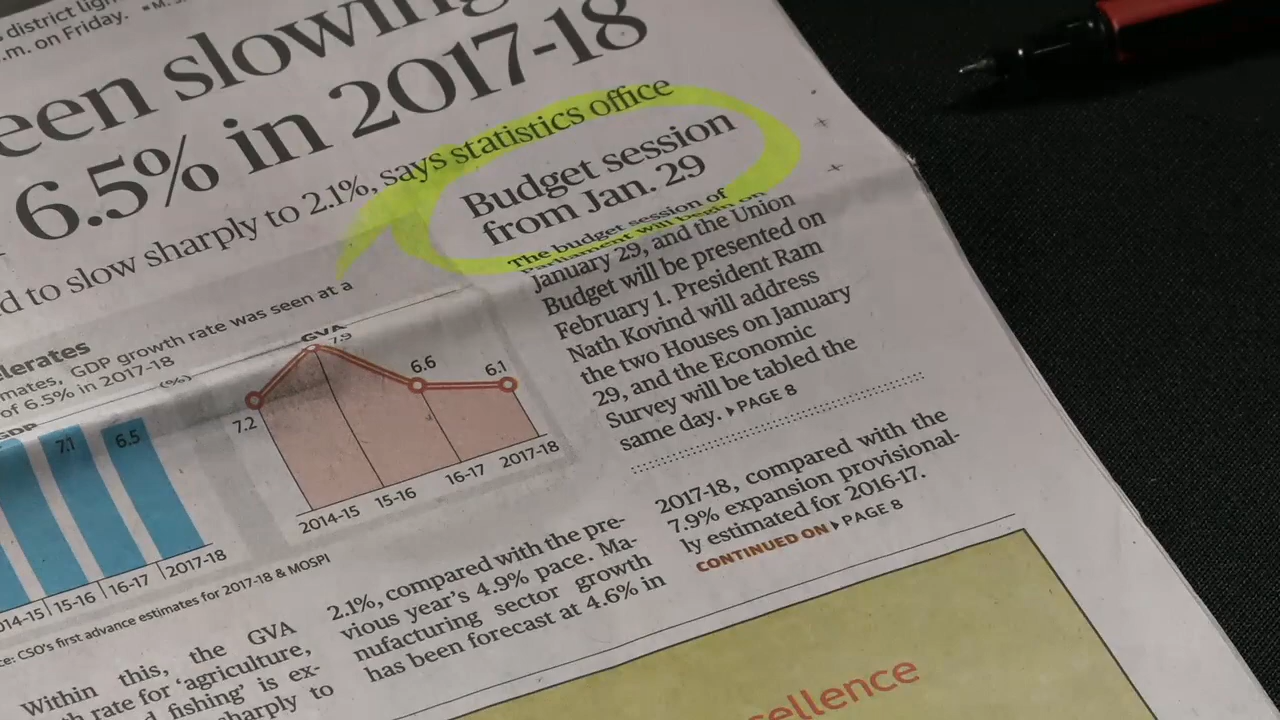 district
.m. on Friday.
een slowing
6.5% in 2017-18
d to slow sharply to 2.1%, says statistics office
Budget session
from Jan. 29
The budget session of
Parliament will begin on
January 29, and the Union
Budget will be presented on
February 1. President Ram
Nath Kovind will address
the two Houses on January
29, and the Economic
Survey will be tabled the
same day. ▸PAGE 8
lerates
mates, GDP growth rate was seen at a
of 6.5% in 2017-18
(%)
GDP
7.1
6.5
014-15
15-16
16-17
2017-18
GVA
7.2
7.9
6.6
6.1
2014-15
15-16
16-17
2017-18
ce: CSO's first advance estimates for 2017-18 & MOSPI
Within this, the GVA
h rate for 'agriculture,
d fishing' is ex-
harply to
2.1%, compared with the pre-
vious year's 4.9% pace. Ma-
nufacturing sector growth
has been forecast at 4.6% in
2017-18, compared with the
7.9% expansion provisional-
ly estimated for 2016-17.
CONTINUED ON ▸PAGE 8
cellence